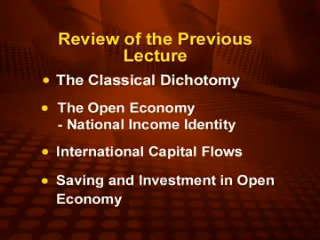 Review of the Previous
Lecture
• The Classical Dichotomy
• The Open Economy
- National Income Identity
• International Capital Flows
• Saving and Investment in Open
Economy